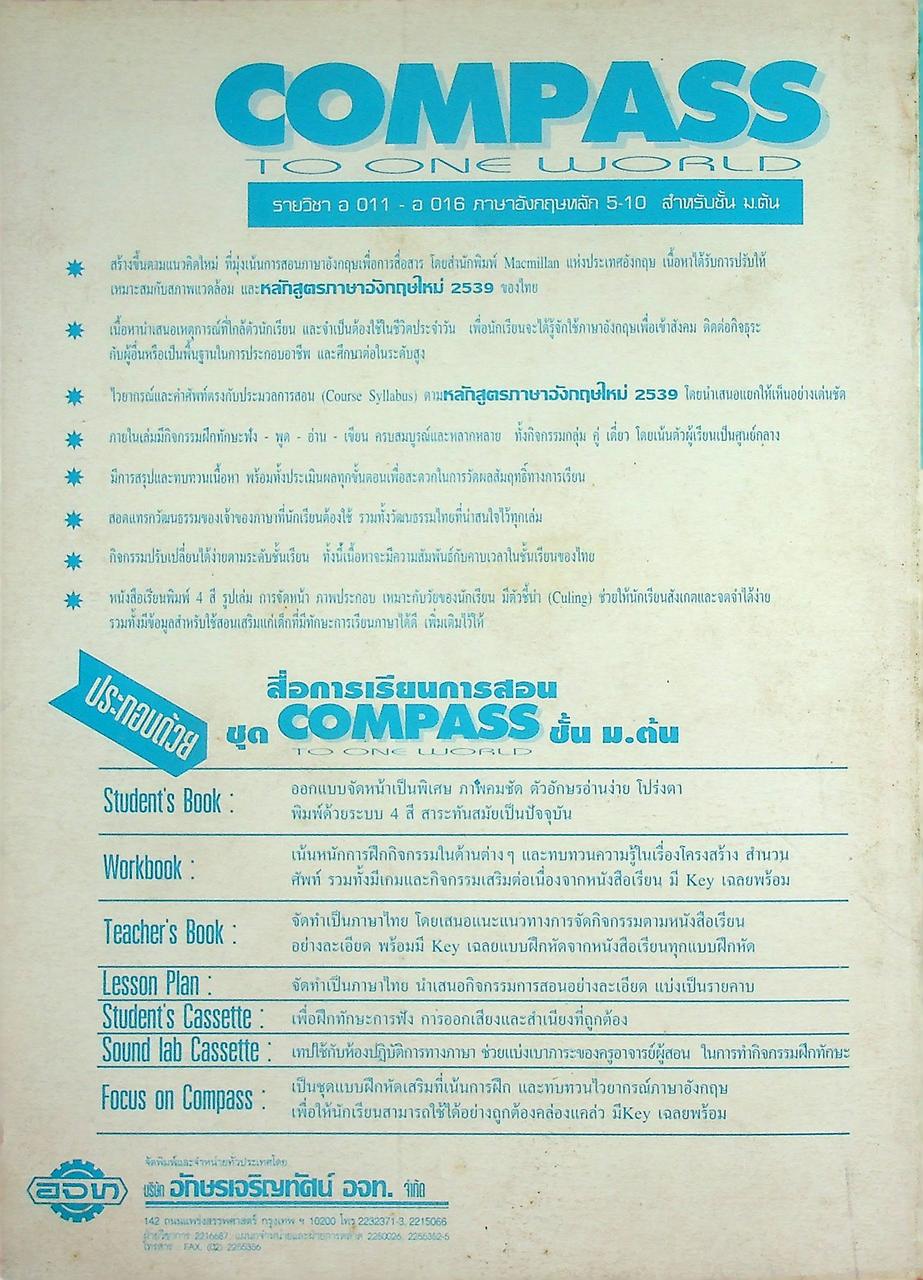 COMPASS
TO ONE WORLD
รายวิชา อ 011 - อ 016 ภาษาอังกฤษหลัก 5-10 สำหรับชั้น ม.ต้น
สร้างขึ้นตามแนวคิดใหม่ ที่มุ่งเน้นการสอนภาษาอังกฤษเพื่อการสื่อสาร โดยสำนักพิมพ์ Macmillan แห่งประเทศอังกฤษ เนื้อหาได้รับการปรับให้
เหมาะสมกับสภาพแวดล้อม และหลักสูตรภาษาอังกฤษใหม่ 2539 ของไทย
เนื้อหานำเสนอเหตุการณ์ที่ใกล้ตัวนักเรียน และจำเป็นต้องใช้ในชีวิตประจำวัน เพื่อนักเรียนจะได้รู้จักใช้ภาษาอังกฤษเพื่อเข้าสังคม ติดต่อกิจธุระ
กับผู้อื่นหรือเป็นพื้นฐานในการประกอบอาชีพ และศึกษาต่อในระดับสูง
ไวยากรณ์และคำศัพท์ตรงกับประมวลการสอน (Course Syllabus) ตามหลักสูตรภาษาอังกฤษใหม่ 2539 โดยนำเสนอแยกให้เห็นอย่างเด่นชัด
ภายในเล่มมีกิจกรรมฝึกทักษะฟัง - พูด - อ่าน - เขียน ครบสมบูรณ์และหลากหลาย ทั้งกิจกรรมกลุ่ม คู่ เดี่ยว โดยเน้นตัวผู้เรียนเป็นศูนย์กลาง
มีการสรุปและทบทวนเนื้อหา พร้อมทั้งประเมินผลทุกขั้นตอนเพื่อสะดวกในการวัดผลสัมฤทธิ์ทางการเรียน
สอดแทรกวัฒนธรรมของเจ้าของภาษาที่นักเรียนต้องใช้ รวมทั้งวัฒนธรรมไทยที่น่าสนใจไว้ทุกเล่ม
กิจกรรมปรับเปลี่ยนได้ง่ายตามระดับชั้นเรียน ทั้งนี้เนื้อหาจะมีความสัมพันธ์กับคาบเวลาในชั้นเรียนของไทย
หนังสือเรียนพิมพ์ 4 สี รูปเล่ม การจัดหน้า ภาพประกอบ เหมาะกับวัยของนักเรียน มีตัวชี้นำ (Culing) ช่วยให้นักเรียนสังเกตและจดจำได้ง่าย
รวมทั้งมีข้อมูลสำหรับใช้สอนเสริมแก่เด็กที่มีทักษะการเรียนภาษาได้ดี เพิ่มเติมไว้ให้
ประกอบด้วย
สื่อการเรียนการสอน
ชุด COMPASS ชั้น ม.ต้น
TO ONE WORLD
Student's Book : ออกแบบจัดหน้าเป็นพิเศษ ภาพคมชัด ตัวอักษรอ่านง่าย โปร่งตา
พิมพ์ด้วยระบบ 4 สี สาระทันสมัยเป็นปัจจุบัน
Workbook : เน้นหนักการฝึกกิจกรรมในด้านต่างๆ และทบทวนความรู้ในเรื่องโครงสร้าง สำนวน
ศัพท์ รวมทั้งมีเกมและกิจกรรมเสริมต่อเนื่องจากหนังสือเรียน มี Key เฉลยพร้อม
Teacher's Book : จัดทำเป็นภาษาไทย โดยเสนอแนะแนวทางการจัดกิจกรรมตามหนังสือเรียน
อย่างละเอียด พร้อมมี Key เฉลยแบบฝึกหัดจากหนังสือเรียนทุกแบบฝึกหัด
Lesson Plan : จัดทำเป็นภาษาไทย นำเสนอกิจกรรมการสอนอย่างละเอียด แบ่งเป็นรายคาบ
Student's Cassette : เพื่อฝึกทักษะการฟัง การออกเสียงและสำเนียงที่ถูกต้อง
Sound lab Cassette : เทปใช้กับห้องปฏิบัติการทางภาษา ช่วยแบ่งเบาภาระของครูอาจารย์ผู้สอน ในการทำกิจกรรมฝึกทักษะ
Focus on Compass : เป็นชุดแบบฝึกหัดเสริมที่เน้นการฝึก และทบทวนไวยากรณ์ภาษาอังกฤษ
เพื่อให้นักเรียนสามารถใช้ได้อย่างถูกต้องคล่องแคล่ว มีKey เฉลยพร้อม
จัดพิมพ์และจำหน่ายทั่วประเทศโดย
อจท
บริษัท อักษรเจริญทัศน์ อจท. จำกัด
142 ถนนแพร่งสรรพศาสตร์ กรุงเทพ ฯ 10200 โทร 2232371-3, 2215066
ฝ่ายวิชาการ 2216687, แผนกจำหน่ายและฝ่ายการตลาด
โทรสาร : FAX. (02) 2255356